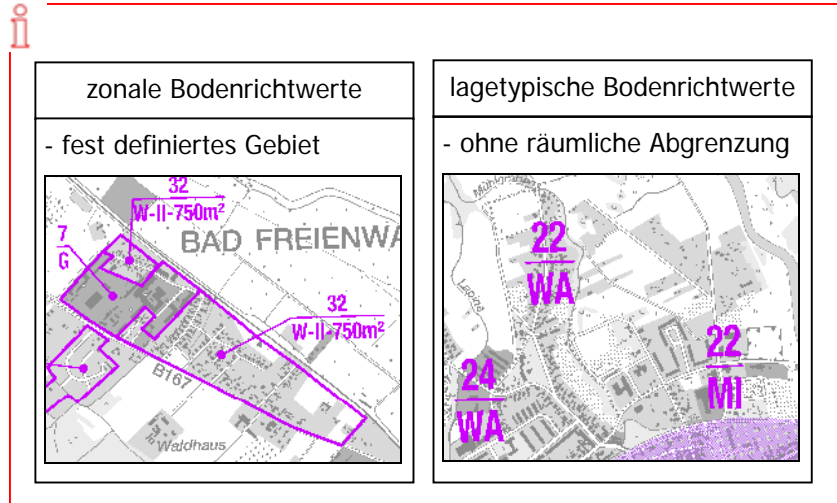 zonale Bodenrichtwerte
- fest definiertes Gebiet
32
W-II-750m²
7
G
BAD FREIENWA
32
W-II-750m²
B167
Waldhaus
lagetypische Bodenrichtwerte
- ohne räumliche Abgrenzung
22
WA
22
MI
24
WA